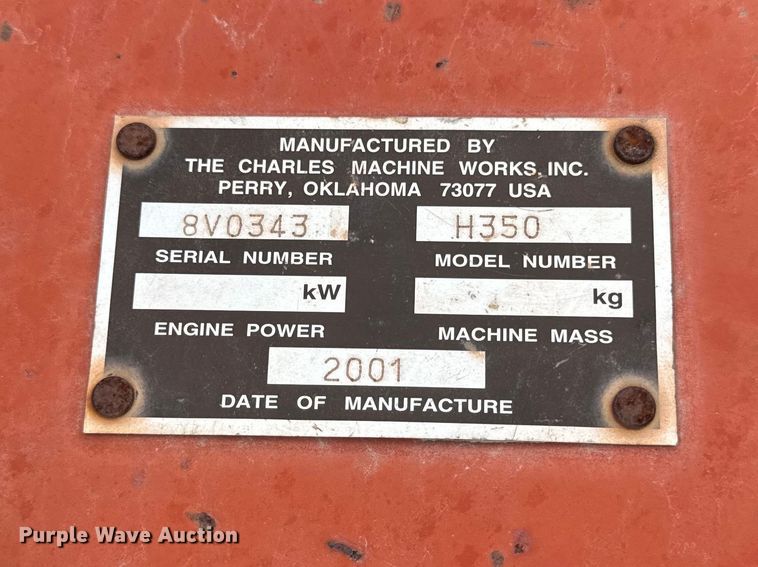 MANUFACTURED BY
THE CHARLES MACHINE WORKS, INC.
PERRY, OKLAHOMA 73077 USA
8V0343 H350
SERIAL NUMBER MODEL NUMBER
kW kg
ENGINE POWER MACHINE MASS
2001
DATE OF MANUFACTURE
Purple Wave Auction